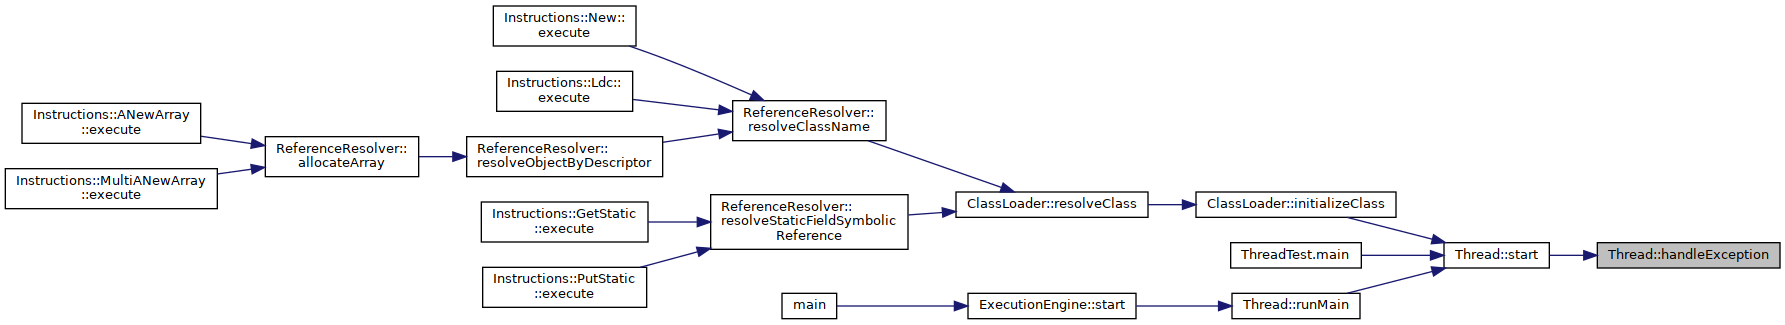 Instructions::New::
execute
Instructions::Ldc::
execute
ReferenceResolver::
resolveClassName
Instructions::ANewArray
::execute
ReferenceResolver::
allocateArray
ReferenceResolver::
resolveObjectByDescriptor
Instructions::MultiANewArray
::execute
Instructions::GetStatic
::execute
ReferenceResolver::
resolveStaticFieldSymbolic
Reference
ClassLoader::resolveClass
ClassLoader::initializeClass
Instructions::PutStatic
::execute
ThreadTest.main
Thread::start
Thread::handleException
main
ExecutionEngine::start
Thread::runMain